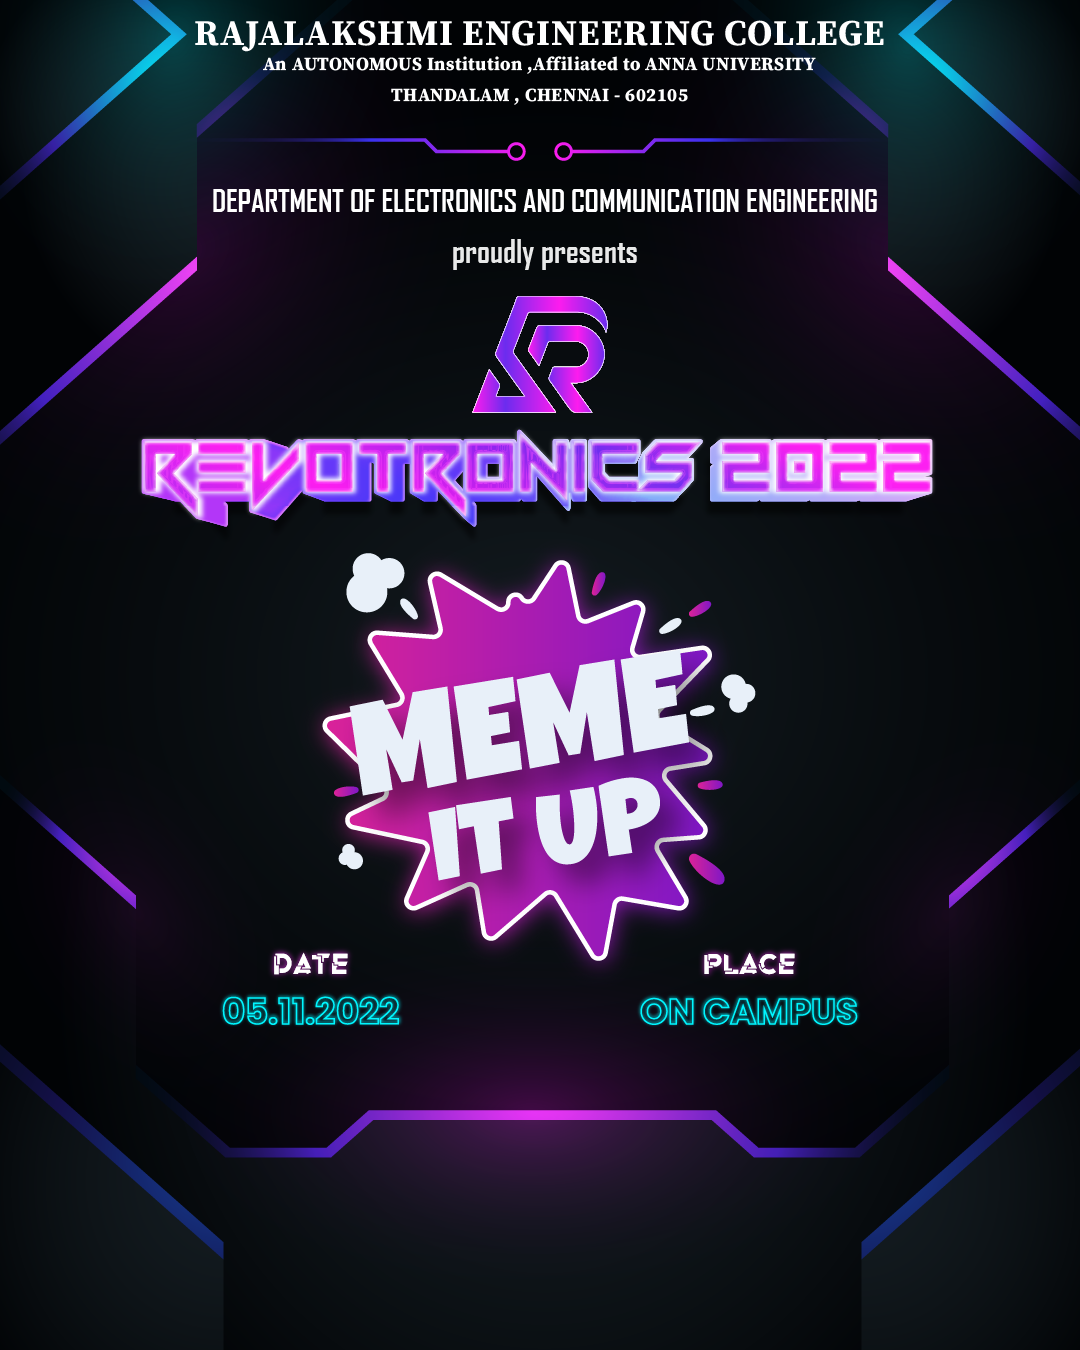 RAJALAKSHMI ENGINEERING COLLEGE
An AUTONOMOUS Institution ,Affiliated to ANNA UNIVERSITY
THANDALAM , CHENNAI - 602105
DEPARTMENT OF ELECTRONICS AND COMMUNICATION ENGINEERING
proudly presents
REVOTRONICS 2022
MEME
IT UP
DATE
05.11.2022
PLACE
ON CAMPUS